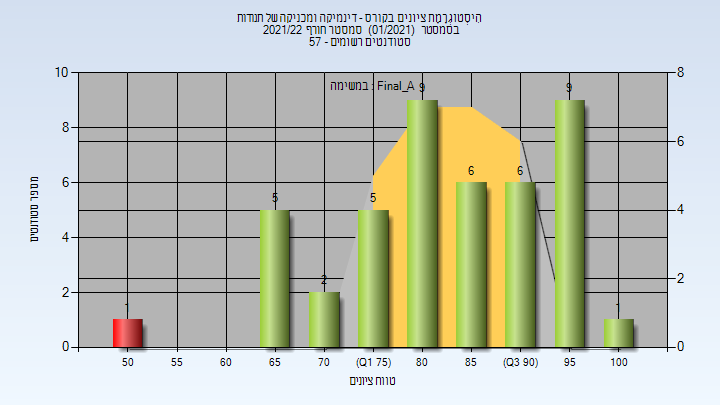 היסטוגרמת ציונים בקורס - דינמיקה ומכניקה של תנודות
בסמסטר (01/2021) סמסטר חורף 2021/22
סטודנטים רשומים - 57
במשימה : Final_A
10 8 6 4 2 0
מספר סטודנטים
8 6 4 2 0
1 5 2 5 9 6 6 9 1
50 55 60 65 70 (Q1 75) 80 85 (Q3 90) 95 100
טווח ציונים